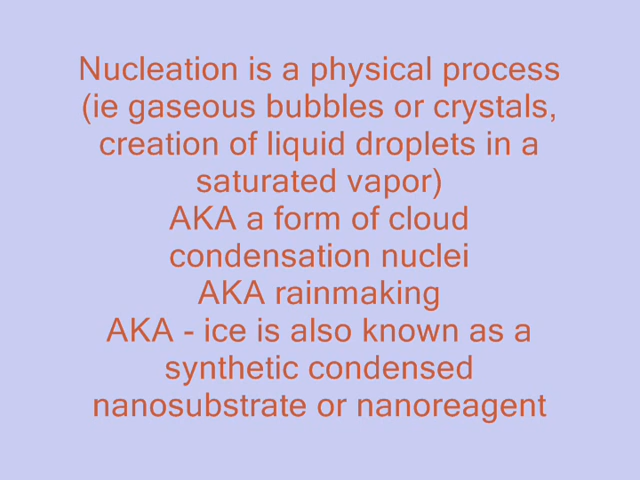 Nucleation is a physical process
(ie gaseous bubbles or crystals,
creation of liquid droplets in a
saturated vapor)
AKA a form of cloud
condensation nuclei
AKA rainmaking
AKA - ice is also known as a
synthetic condensed
nanosubstrate or nanoreagent